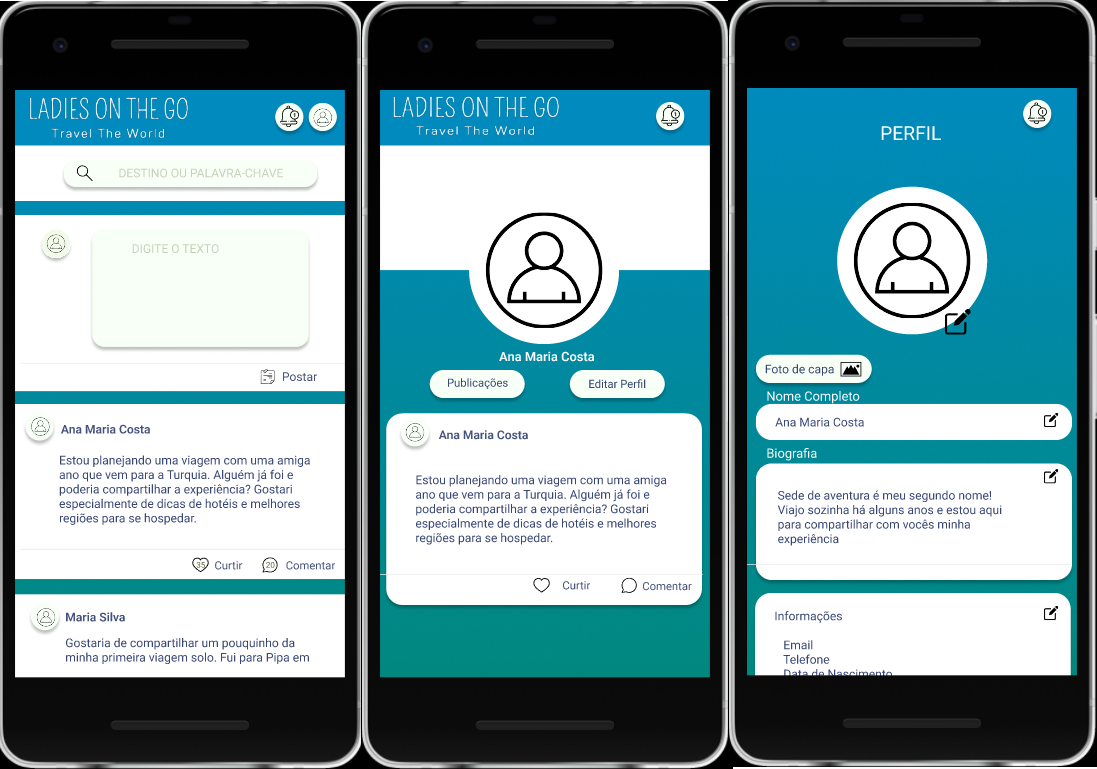 LADIES ON THE GO
Travel The World
DESTINO OU PALAVRA-CHAVE
DIGITE O TEXTO
Postar
Ana Maria Costa
Estou planejando uma viagem com uma amiga
ano que vem para a Turquia. Alguém já foi e
poderia compartilhar a experiência? Gostari
especialmente de dicas de hotéis e melhores
regiões para se hospedar.
35 Curtir 20 Comentar
Maria Silva
Gostaria de compartilhar um pouquinho da
minha primeira viagem solo. Fui para Pipa em
LADIES ON THE GO
Travel The World
Ana Maria Costa
Publicações Editar Perfil
Ana Maria Costa
Estou planejando uma viagem com uma amiga
ano que vem para a Turquia. Alguém já foi e
poderia compartilhar a experiência? Gostari
especialmente de dicas de hotéis e melhores
regiões para se hospedar.
Curtir Comentar
PERFIL
Foto de capa
Nome Completo
Ana Maria Costa
Biografia
Sede de aventura é meu segundo nome!
Viajo sozinha há alguns anos e estou aqui
para compartilhar com vocês minha
experiência
Informações
Email
Telefone
Data de Nascimento